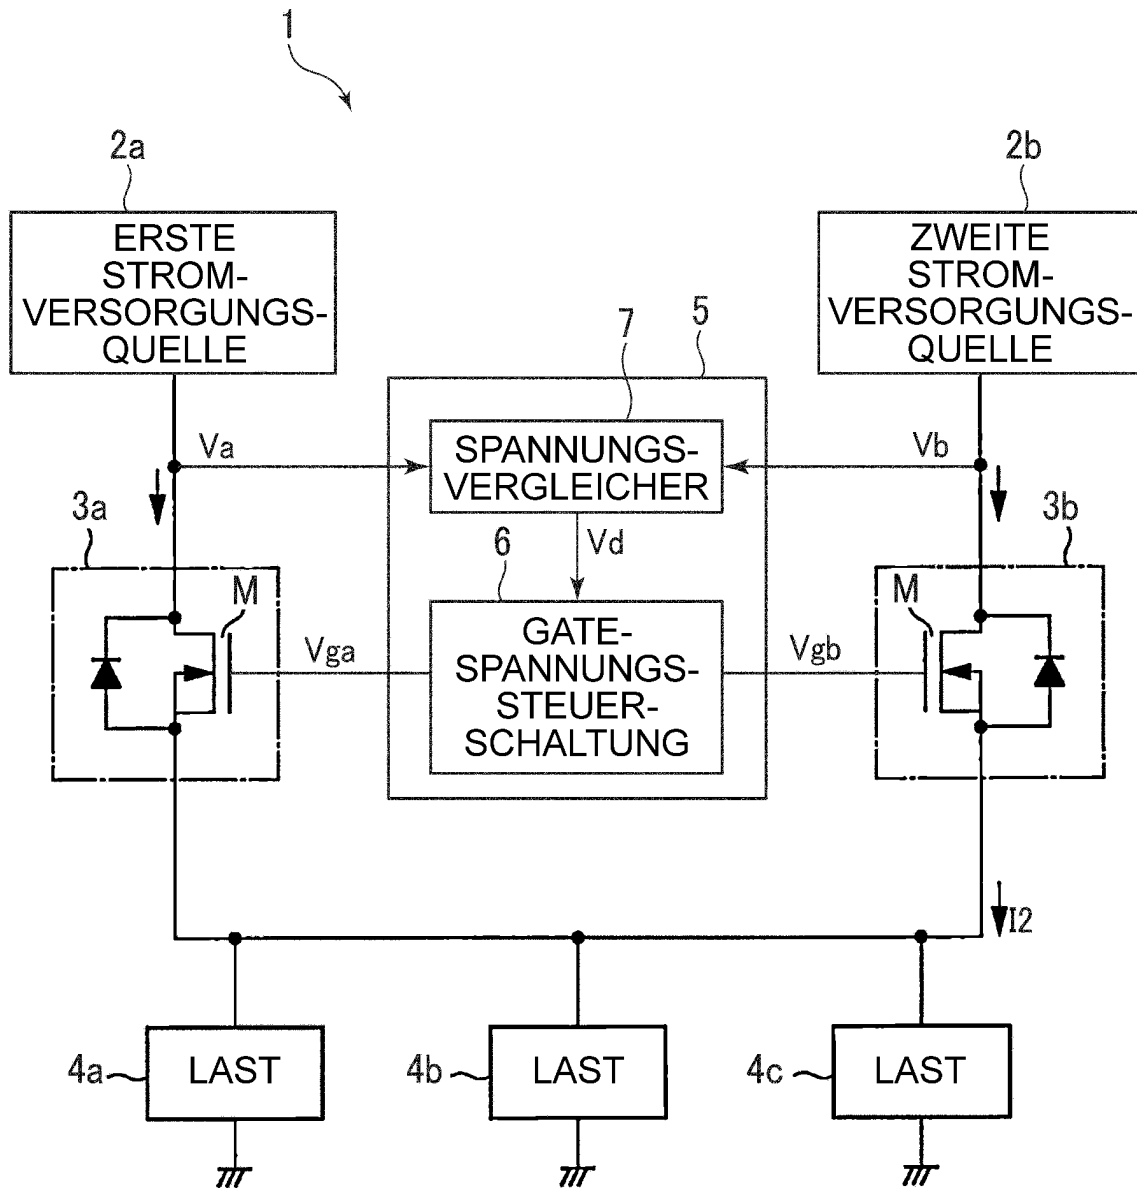 1
2a
2b
ERSTE
STROM-
VERSORGUNGS-
QUELLE
ZWEITE
STROM-
VERSORGUNGS-
QUELLE
5
7
Va
SPANNUNGS-
VERGLEICHER
Vb
3a
3b
6
Vd
M
M
Vga
GATE-
SPANNUNGS-
STEUER-
SCHALTUNG
Vgb
I2
4a
LAST
4b
LAST
4c
LAST